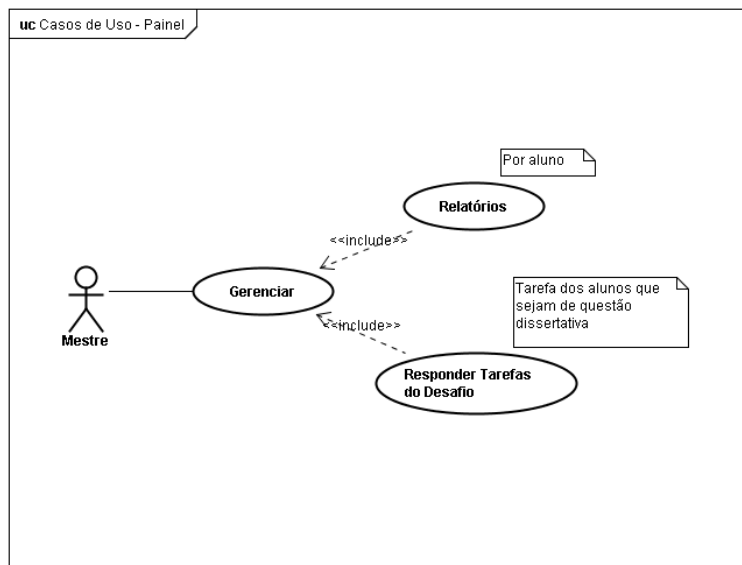 uc Casos de Uso - Painel
Por aluno
Relatórios
<<include>>
Gerenciar
Tarefa dos alunos que
sejam de questão
dissertativa
Mestre
<<include>>
Responder Tarefas
do Desafio